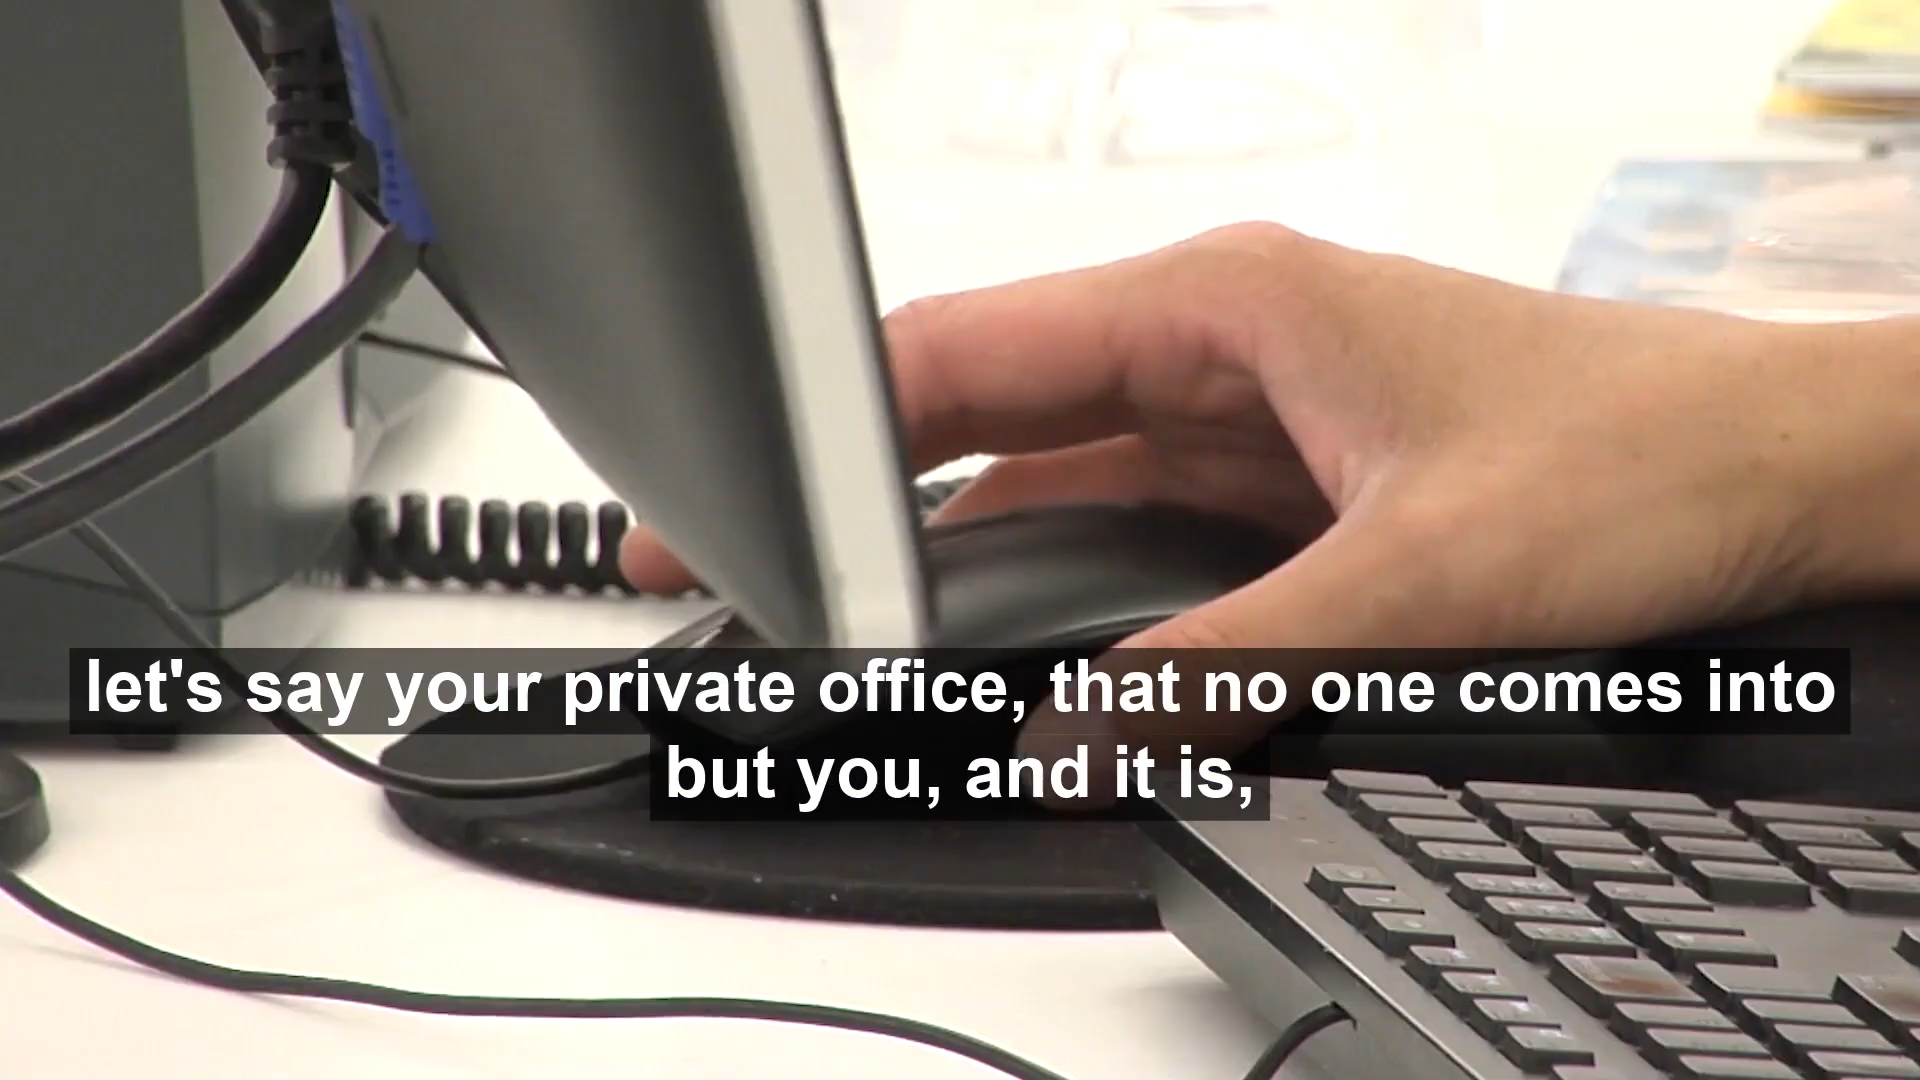 let's say your private office, that no one comes into
but you, and it is,